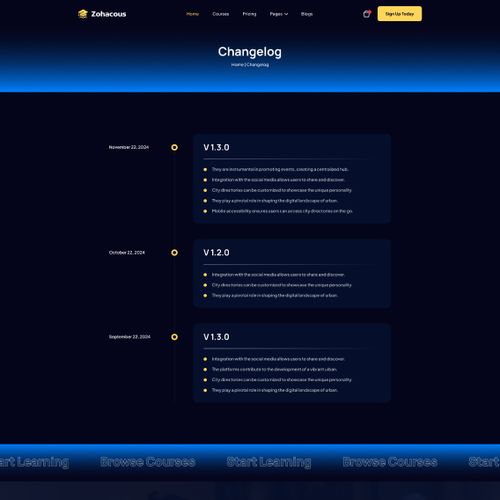 Zohacous
Home Courses Pricing Pages Blogs
Sign Up Today
Changelog
Home | Changelog
November 22, 2024
V 1.3.0
They are instrumental in promoting events, creating a centralized hub.
Integration with the social media allows users to share and discover.
City directories can be customized to showcase the unique personality
They play a pivotal role in shaping the digital landscape of urban.
Mobile accessibility ensures users can access city directories on the go.
October 22, 2024
V 1.2.0
Integration with the social media allows users to share and discover.
City directories can be customized to showcase the unique personality
They play a pivotal role in shaping the digital landscape of urban.
September 22, 2024
V 1.3.0
Integration with the social media allows users to share and discover.
The platforms contribute to the development of a vibrant urban.
City directories can be customized to showcase the unique personality
They play a pivotal role in shaping the digital landscape of urban.
art Learning Browse Courses Start Learning Browse Courses Start